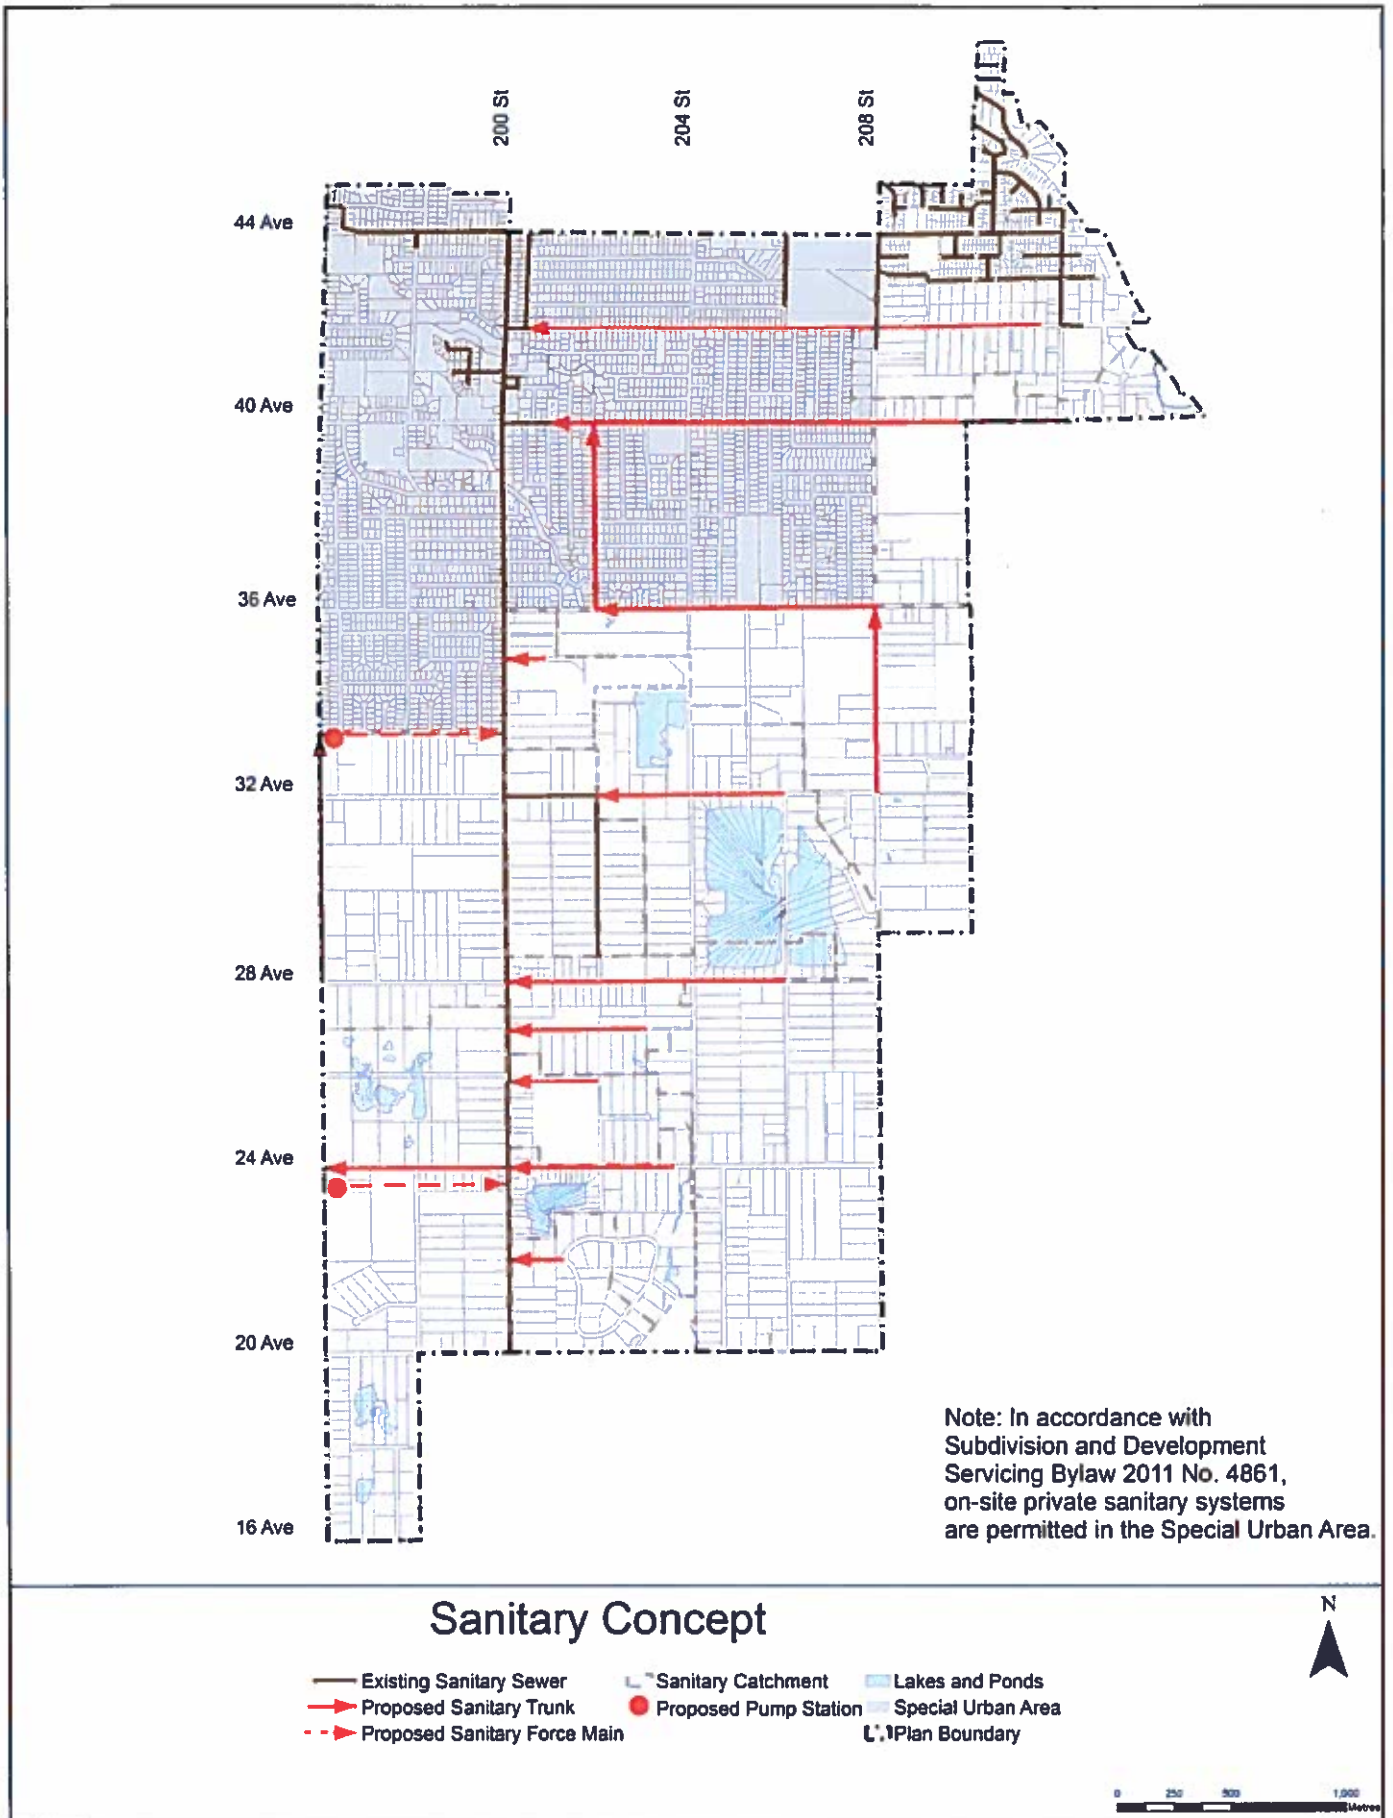 200 St
204 St
208 St
44 Ave
40 Ave
36 Ave
32 Ave
28 Ave
24 Ave
20 Ave
16 Ave
Note: In accordance with
Subdivision and Development
Servicing Bylaw 2011 No. 4861,
on-site private sanitary systems
are permitted in the Special Urban Area.
Sanitary Concept
N
Existing Sanitary Sewer
Proposed Sanitary Trunk
Proposed Sanitary Force Main
Sanitary Catchment
Proposed Pump Station
Lakes and Ponds
Special Urban Area
Plan Boundary
0 250 500 1,000
Metres